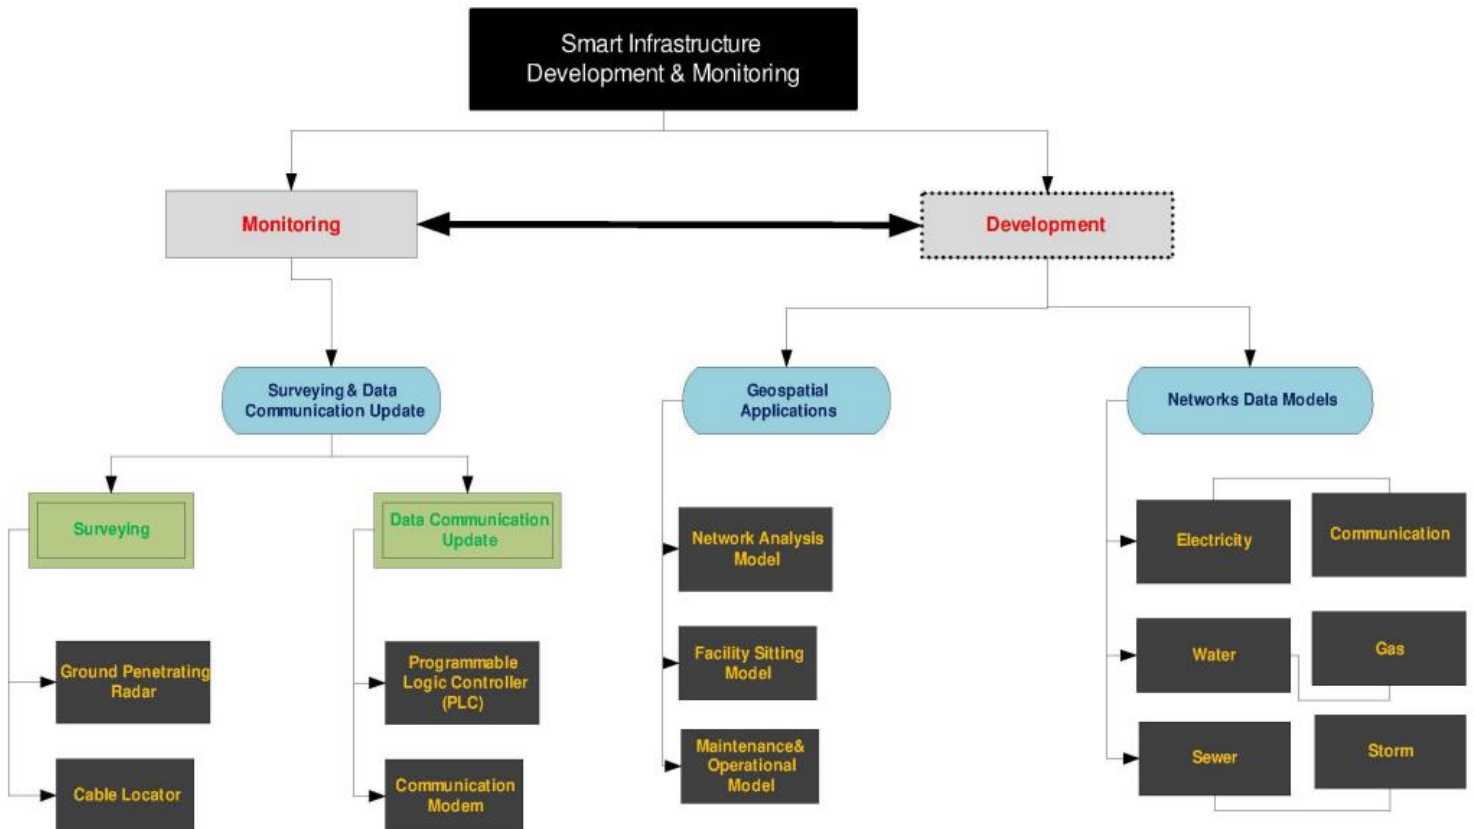 Smart Infrastructure
Development & Monitoring
Monitoring
Development
Surveying & Data
Communication Update
Geospatial
Applications
Networks Data Models
Surveying
Data Communication
Update
Network Analysis
Model
Electricity
Communication
Ground Penetrating
Radar
Programmable
Logic Controller
(PLC)
Facility Sitting
Model
Water
Gas
Cable Locator
Communication
Modem
Maintenance&
Operational
Model
Sewer
Storm